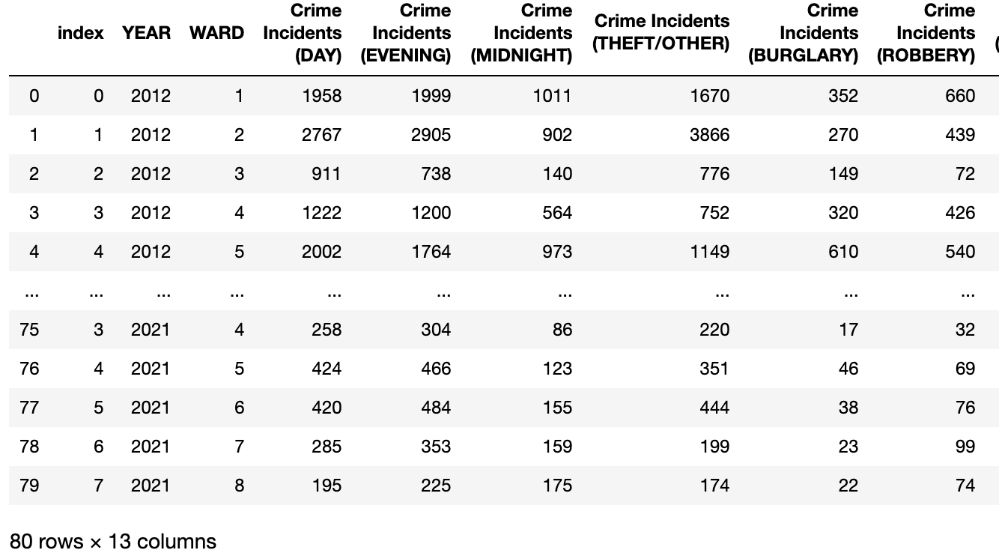 index YEAR WARD Crime Incidents (DAY) Crime Incidents (EVENING) Crime Incidents (MIDNIGHT) Crime Incidents (THEFT/OTHER) Crime Incidents (BURGLARY) Crime Incidents (ROBBERY) (
0 0 2012 1 1958 1999 1011 1670 352 660
1 1 2012 2 2767 2905 902 3866 270 439
2 2 2012 3 911 738 140 776 149 72
3 3 2012 4 1222 1200 564 752 320 426
4 4 2012 5 2002 1764 973 1149 610 540
... ... ... ... ... ... ... ... ... ...
75 3 2021 4 258 304 86 220 17 32
76 4 2021 5 424 466 123 351 46 69
77 5 2021 6 420 484 155 444 38 76
78 6 2021 7 285 353 159 199 23 99
79 7 2021 8 195 225 175 174 22 74
80 rows × 13 columns